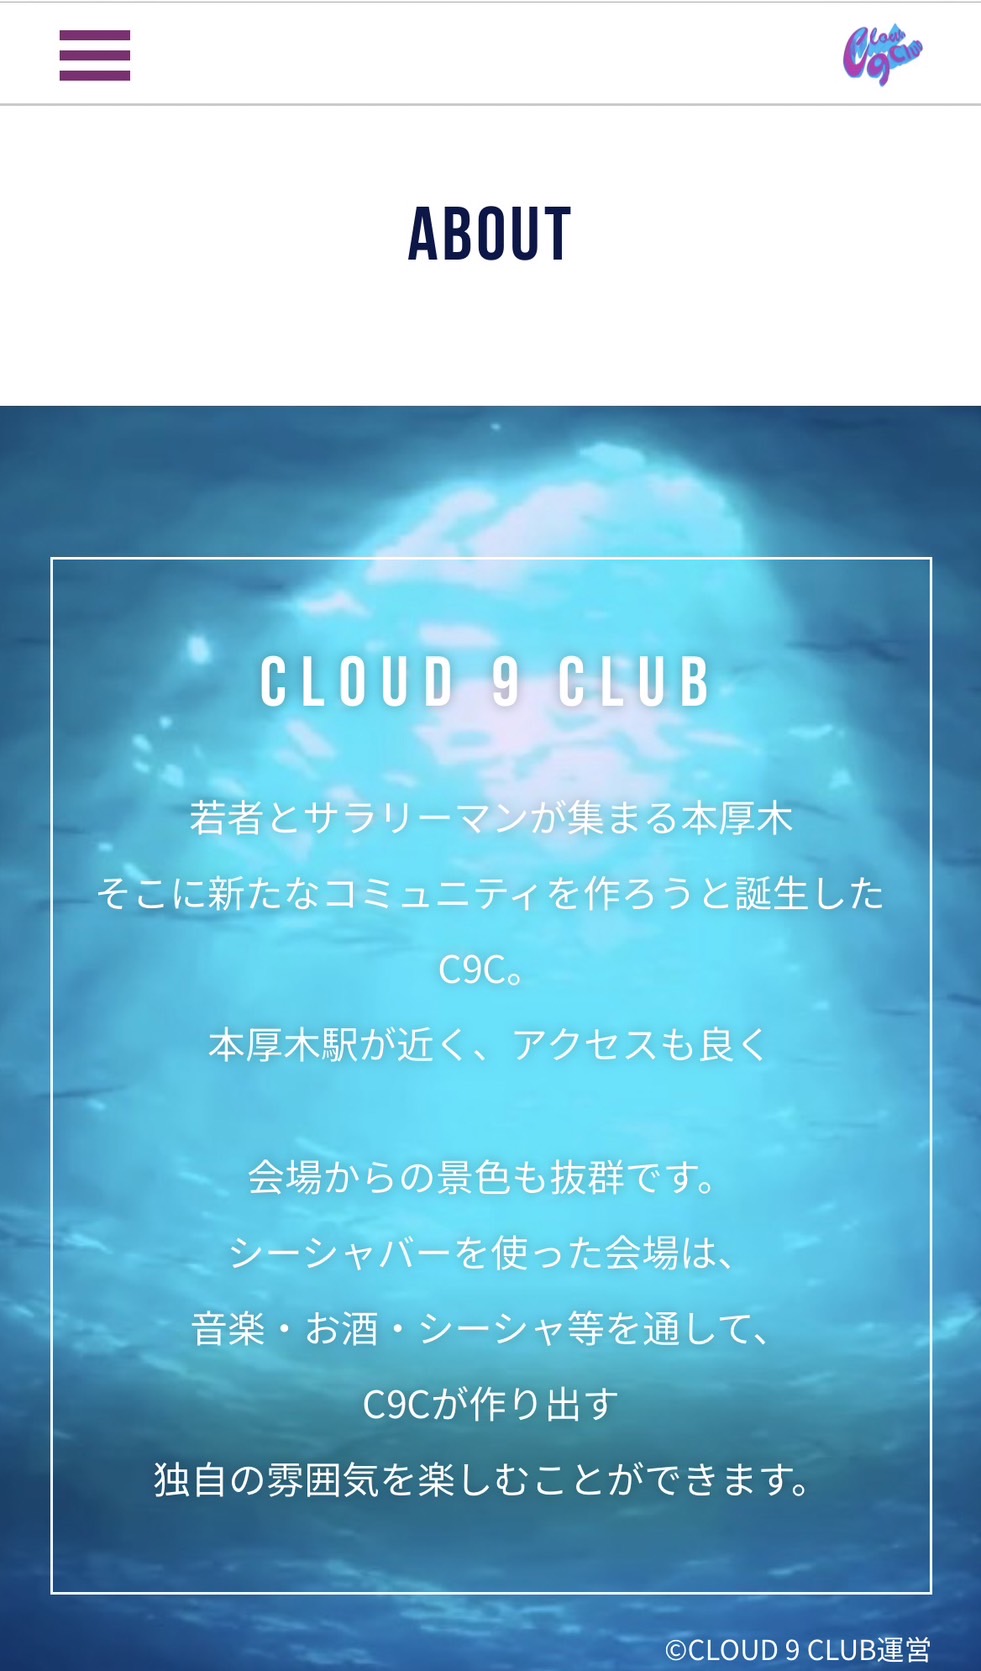 Cloud
9 Club
ABOUT
CLOUD 9 CLUB
若者とサラリーマンが集まる本厚木
そこに新たなコミュニティを作ろうと誕生した
C9C。
本厚木駅が近く、アクセスも良く
会場からの景色も抜群です。
シーシャバーを使った会場は、
音楽・お酒・シーシャ等を通して、
C9Cが作り出す
独自の雰囲気を楽しむことができます。
©CLOUD 9 CLUB運営